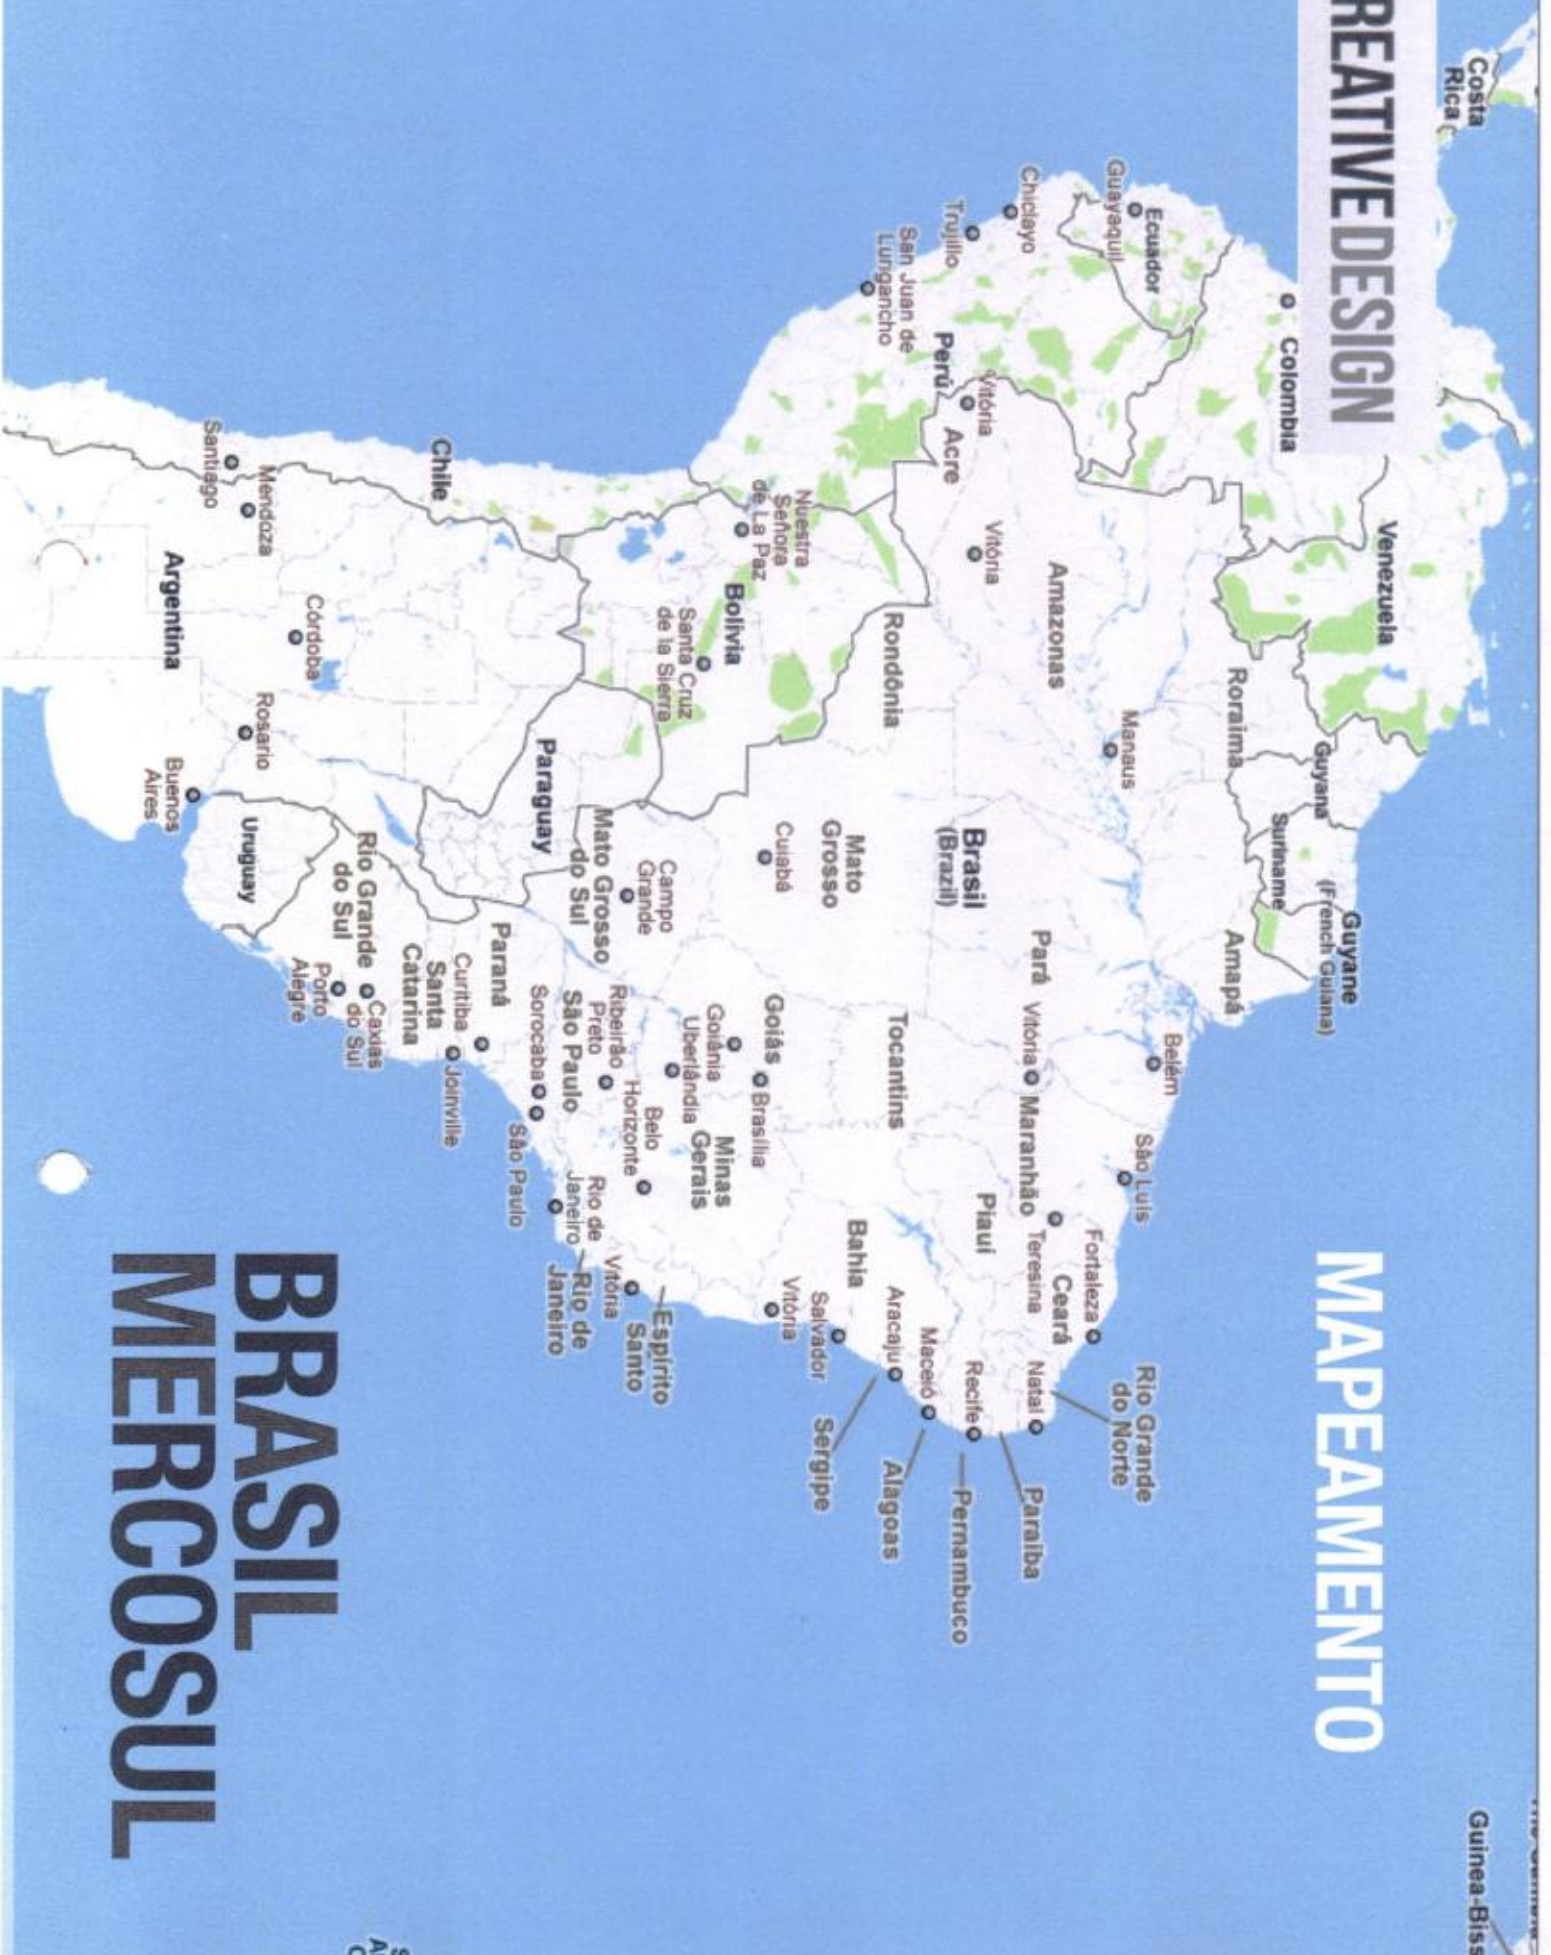 REATIVEDESIGN
MAPEAMENTO
Costa
Rica
Venezuela
Guyana
Guyane
(French Guiana)
Suriname
Colombia
Roraima
Amapá
Ecuador
Guayaquil
Manaus
Belém
São Luis
Rio Grande
do Norte
Fortaleza
Amazonas
Pará
Vitória
Maranhão
Teresina
Ceará
Natal
Paraiba
Chiclayo
Vitória
Vitória
Brasil
(Brazil)
Piaui
Recife
Pernambuco
Trujillo
Perú
Acre
Maceió
Alagoas
San Juan de
Lungancho
Rondônia
Tocantins
Aracaju
Sergipe
Mato
Grosso
Bahia
Salvador
Nuestra
Señora
de La Paz
Cuiabá
Goiás
Brasília
Vitória
Bolivia
Santa Cruz
de la Sierra
Goiânia
Uberlândia
Minas
Gerais
Campo
Grande
Belo
Horizonte
Espírito
Santo
Mato Grosso
do Sul
Ribeirão
Preto
Vitória
Rio de
Janeiro
Rio de
Janeiro
Paraguay
São Paulo
Sorocaba
São Paulo
Paraná
Curitiba
Joinville
Santa
Catarina
Chile
Rio Grande
do Sul
Caxias
do Sul
Porto
Alegre
Córdoba
Mendoza
Santiago
Rosario
Uruguay
Argentina
Buenos
Aires
BRASIL
MERCOSUL
Guinea-Biss